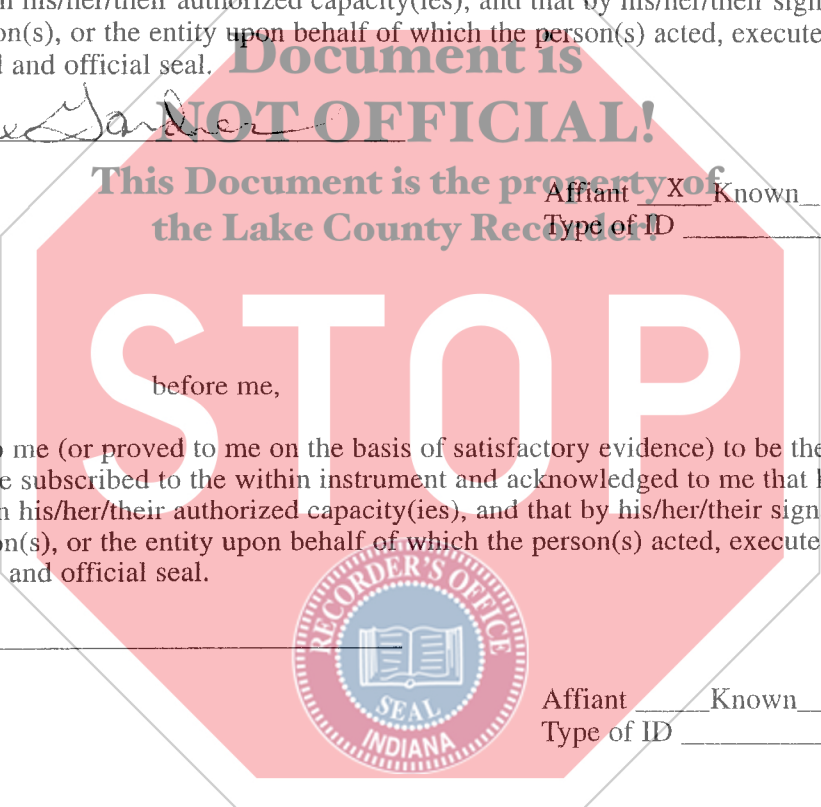 his/her/their authorized capacity(ies), and that by his/her/their sign
on(s), or the entity upon behalf of which the person(s) acted, execute
and official seal.
Document is
NOT OFFICIAL!
This Document is the property of
the Lake County Recorder!
Gardner
Affiant X Known
Type of ID
STOP
before me,
me (or proved to me on the basis of satisfactory evidence) to be the
e subscribed to the within instrument and acknowledged to me that
his/her/their authorized capacity(ies), and that by his/her/their sign
on(s), or the entity upon behalf of which the person(s) acted, execute
and official seal.
RECORDER'S OFFICE
SEAL
INDIANA
Affiant Known
Type of ID